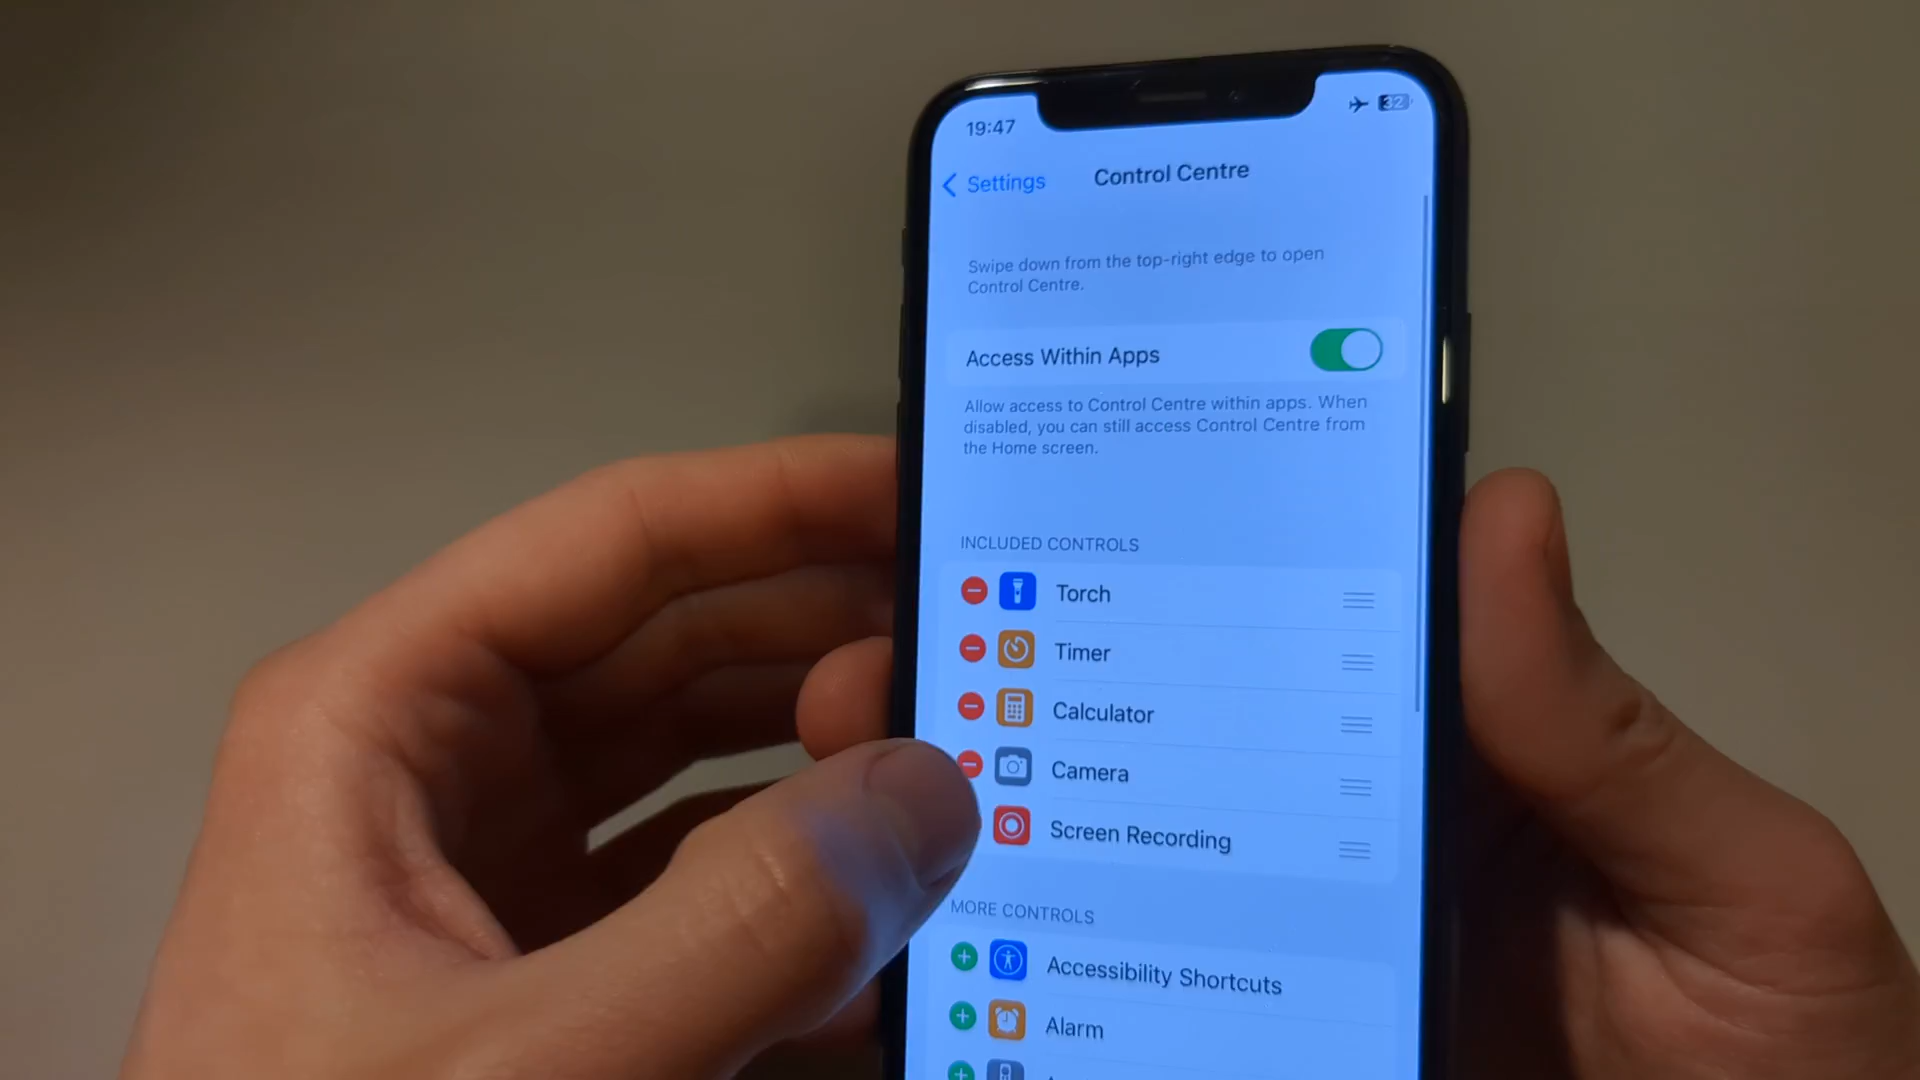 19:47
32
Settings
Control Centre
Swipe down from the top-right edge to open
Control Centre.
Access Within Apps
Allow access to Control Centre within apps. When
disabled, you can still access Control Centre from
the Home screen.
INCLUDED CONTROLS
Torch
Timer
Calculator
Camera
Screen Recording
MORE CONTROLS
Accessibility Shortcuts
Alarm